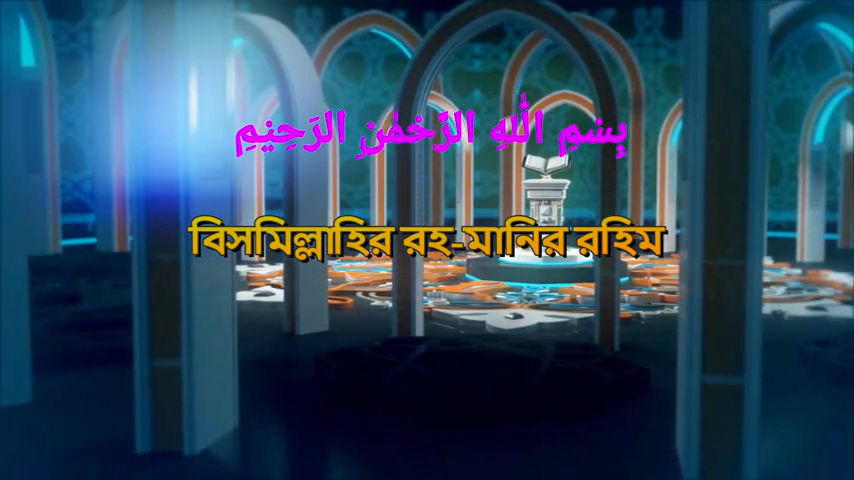 بِسْمِ اللّٰهِ الرَّحْمٰنِ الرَحِيْمِ
বিসমিল্লাহির রহ-মানির রহিম